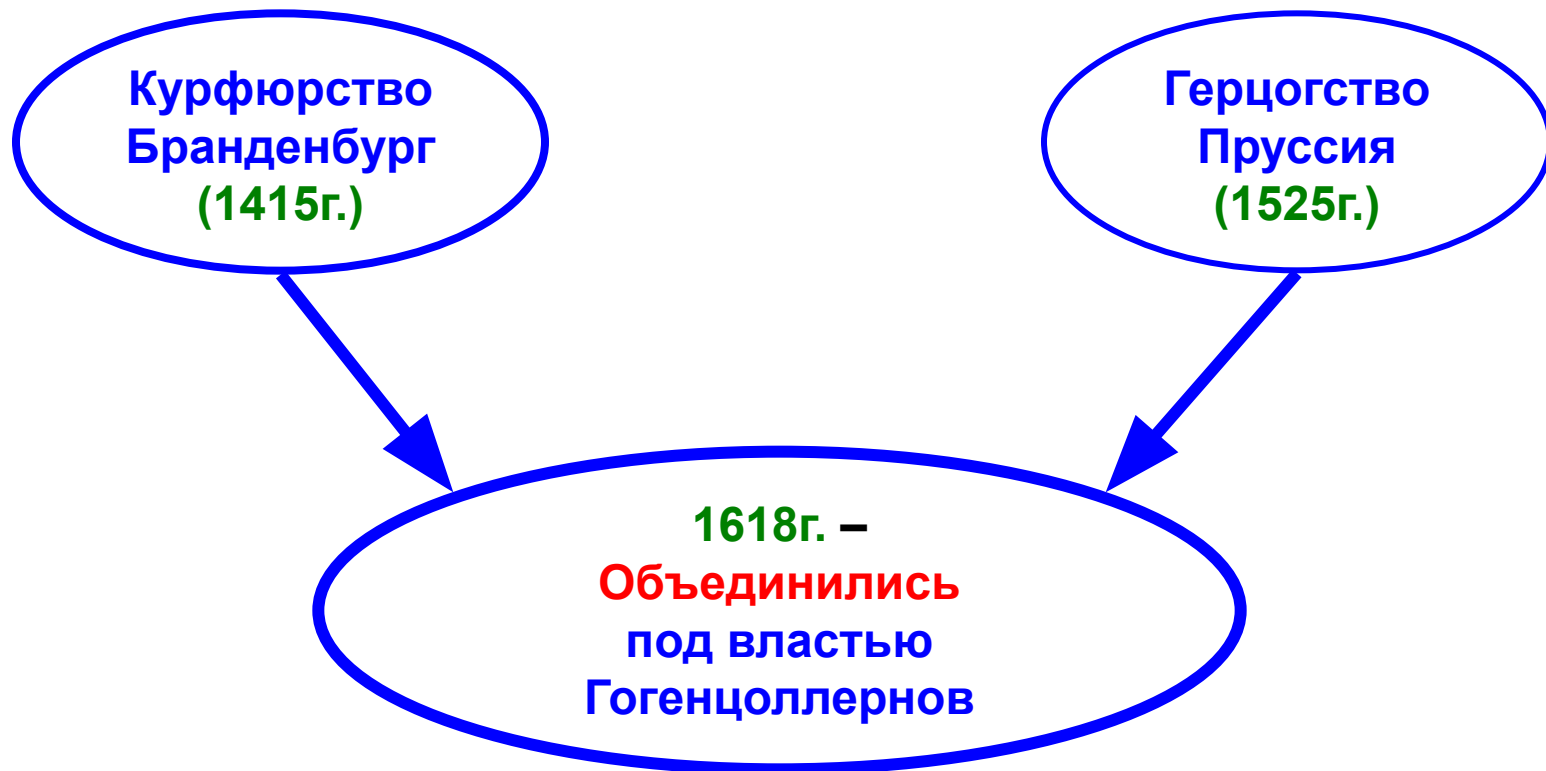 Курфюрство
Бранденбург
(1415г.)
Герцогство
Пруссия
(1525г.)
1618г. –
Объединились
под властью
Гогенцоллернов